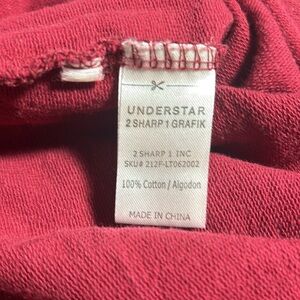 UNDERSTAR
2 SHARP 1 GRAFIK
2 SHARP 1 INC
SKU# 212F-LT062002
100% Cotton / Algodon
MADE IN CHINA